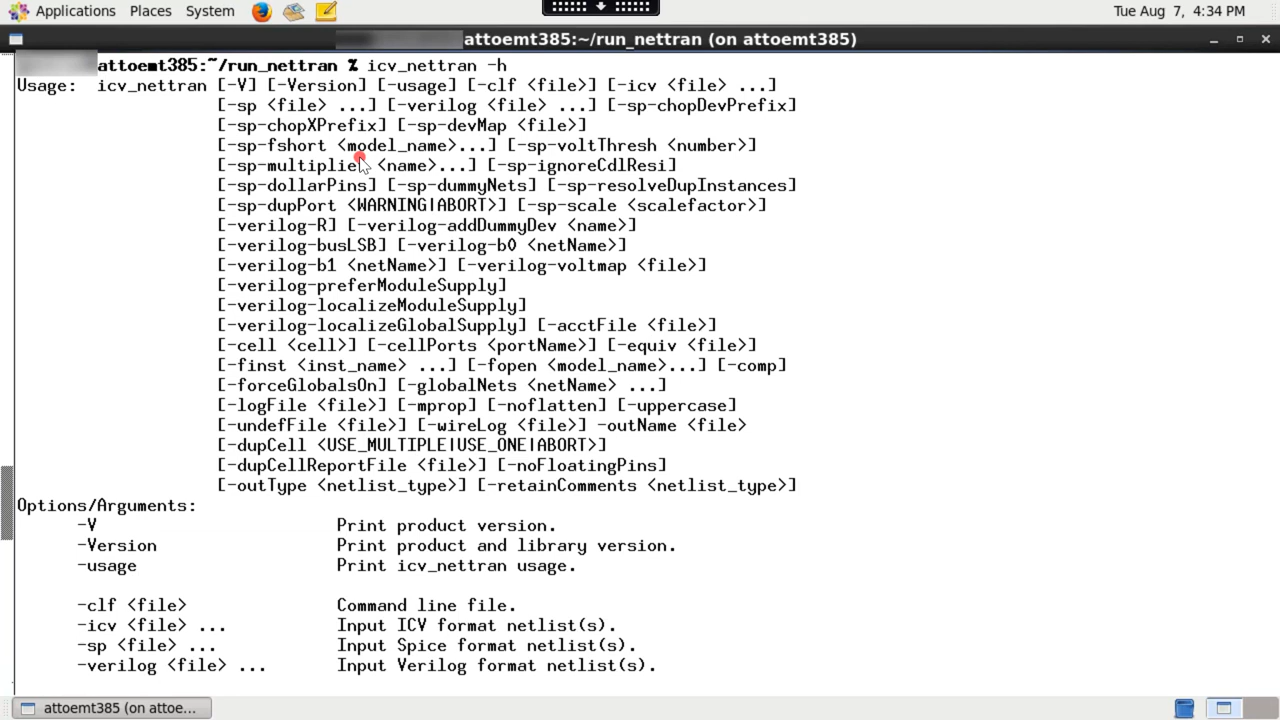 Applications Places System Tue Aug 7, 4:34 PM
attoemt385:~/run_nettran (on attoemt385)
attoemt385:~/run_nettran % icv_nettran -h
Usage: icv_nettran [-V] [-Version] [-usage] [-clf <file>] [-icv <file> ...]
[-sp <file> ...] [-verilog <file> ...] [-sp-chopDevPrefix]
[-sp-chopXPrefix] [-sp-devMap <file>]
[-sp-fshort <model_name>...] [-sp-voltThresh <number>]
[-sp-multiplier <name>...] [-sp-ignoreCdlResi]
[-sp-dollarPins] [-sp-dummyNets] [-sp-resolveDupInstances]
[-sp-dupPort <WARNING|ABORT>] [-sp-scale <scalefactor>]
[-verilog-R] [-verilog-addDummyDev <name>]
[-verilog-busLSB] [-verilog-b0 <netName>]
[-verilog-b1 <netName>] [-verilog-voltmap <file>]
[-verilog-preferModuleSupply]
[-verilog-localizeModuleSupply]
[-verilog-localizeGlobalSupply] [-acctFile <file>]
[-cell <cell>] [-cellPorts <portName>] [-equiv <file>]
[-finst <inst_name> ...] [-fopen <model_name>...] [-comp]
[-forceGlobalsOn] [-globalNets <netName> ...]
[-logFile <file>] [-mprop] [-noflatten] [-uppercase]
[-undefFile <file>] [-wireLog <file>] -outName <file>
[-dupCell <USE_MULTIPLE|USE_ONE|ABORT>]
[-dupCellReportFile <file>] [-noFloatingPins]
[-outType <netlist_type>] [-retainComments <netlist_type>]
Options/Arguments:
-V Print product version.
-Version Print product and library version.
-usage Print icv_nettran usage.
-clf <file> Command line file.
-icv <file> ... Input ICV format netlist(s).
-sp <file> ... Input Spice format netlist(s).
-verilog <file> ... Input Verilog format netlist(s).
attoemt385 (on attoe...